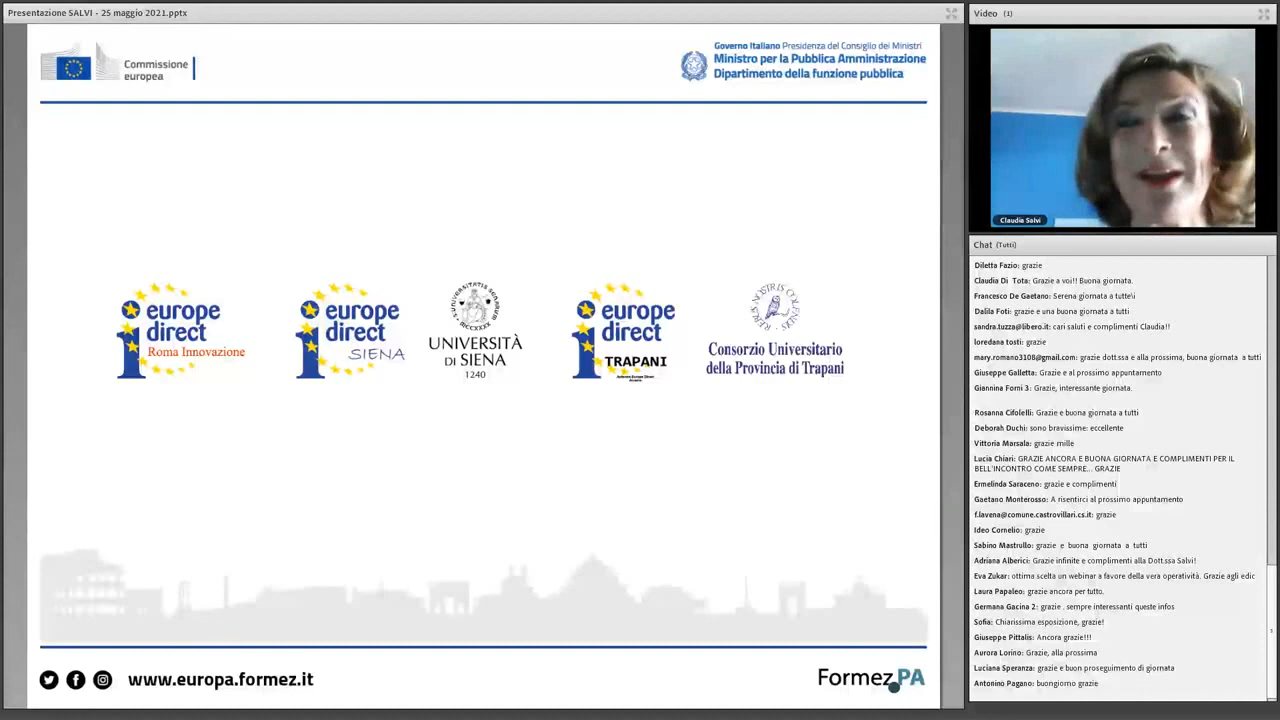 Presentazione SALVI - 25 maggio 2021.pptx
Commissione
europea
Governo Italiano Presidenza del Consiglio dei Ministri
Ministro per la Pubblica Amministrazione
Dipartimento della funzione pubblica
europe
direct
Roma Innovazione
europe
direct
SIENA
UNIVERSITÀ
DI SIENA
1240
europe
direct
TRAPANI
Consorzio Universitario
della Provincia di Trapani
www.europa.formez.it
Formez PA
Video (1)
Claudia Salvi
Chat (Tutti)
Diletta Fazio: grazie
Claudia Di Tota: Grazie a voi!! Buona giornata.
Francesco De Gaetano: Serena giornata a tutte\i
Dalila Foti: grazie e una buona giornata a tutti
sandra.tuzza@libero.it: cari saluti e complimenti Claudia!!
loredana tosti: grazie
mary.romano3108@gmail.com: grazie dott.ssa e alla prossima, buona giornata a tutti
Giuseppe Galletta: Grazie e al prossimo appuntamento
Giannina Forni 3: Grazie, interessante giornata.
Rosanna Cifolelli: Grazie e buona giornata a tutti
Deborah Duchi: sono bravissime: eccellente
Vittoria Marsala: grazie mille
Lucia Chiari: GRAZIE ANCORA E BUONA GIORNATA E COMPLIMENTI PER IL
BELL'INCONTRO COME SEMPRE... GRAZIE
Ermelinda Saraceno: grazie e complimenti
Gaetano Monterosso: A risentirci al prossimo appuntamento
f.lavena@comune.castrovillari.cs.it: grazie
Ideo Cornelio: grazie
Sabino Mastrullo: grazie e buona giornata a tutti
Adriana Alberici: Grazie infinite e complimenti alla Dott.ssa Salvi!
Eva Zukar: ottima scelta un webinar a favore della vera operatività. Grazie agli edic
Laura Papaleo: grazie ancora per tutto.
Germana Gacina 2: grazie . sempre interessanti queste infos
Sofia: Chiarissima esposizione, grazie!
Giuseppe Pittalis: Ancora grazie!!!
Aurora Lorino: Grazie, alla prossima
Luciana Speranza: grazie e buon proseguimento di giornata
Antonino Pagano: buongiorno grazie